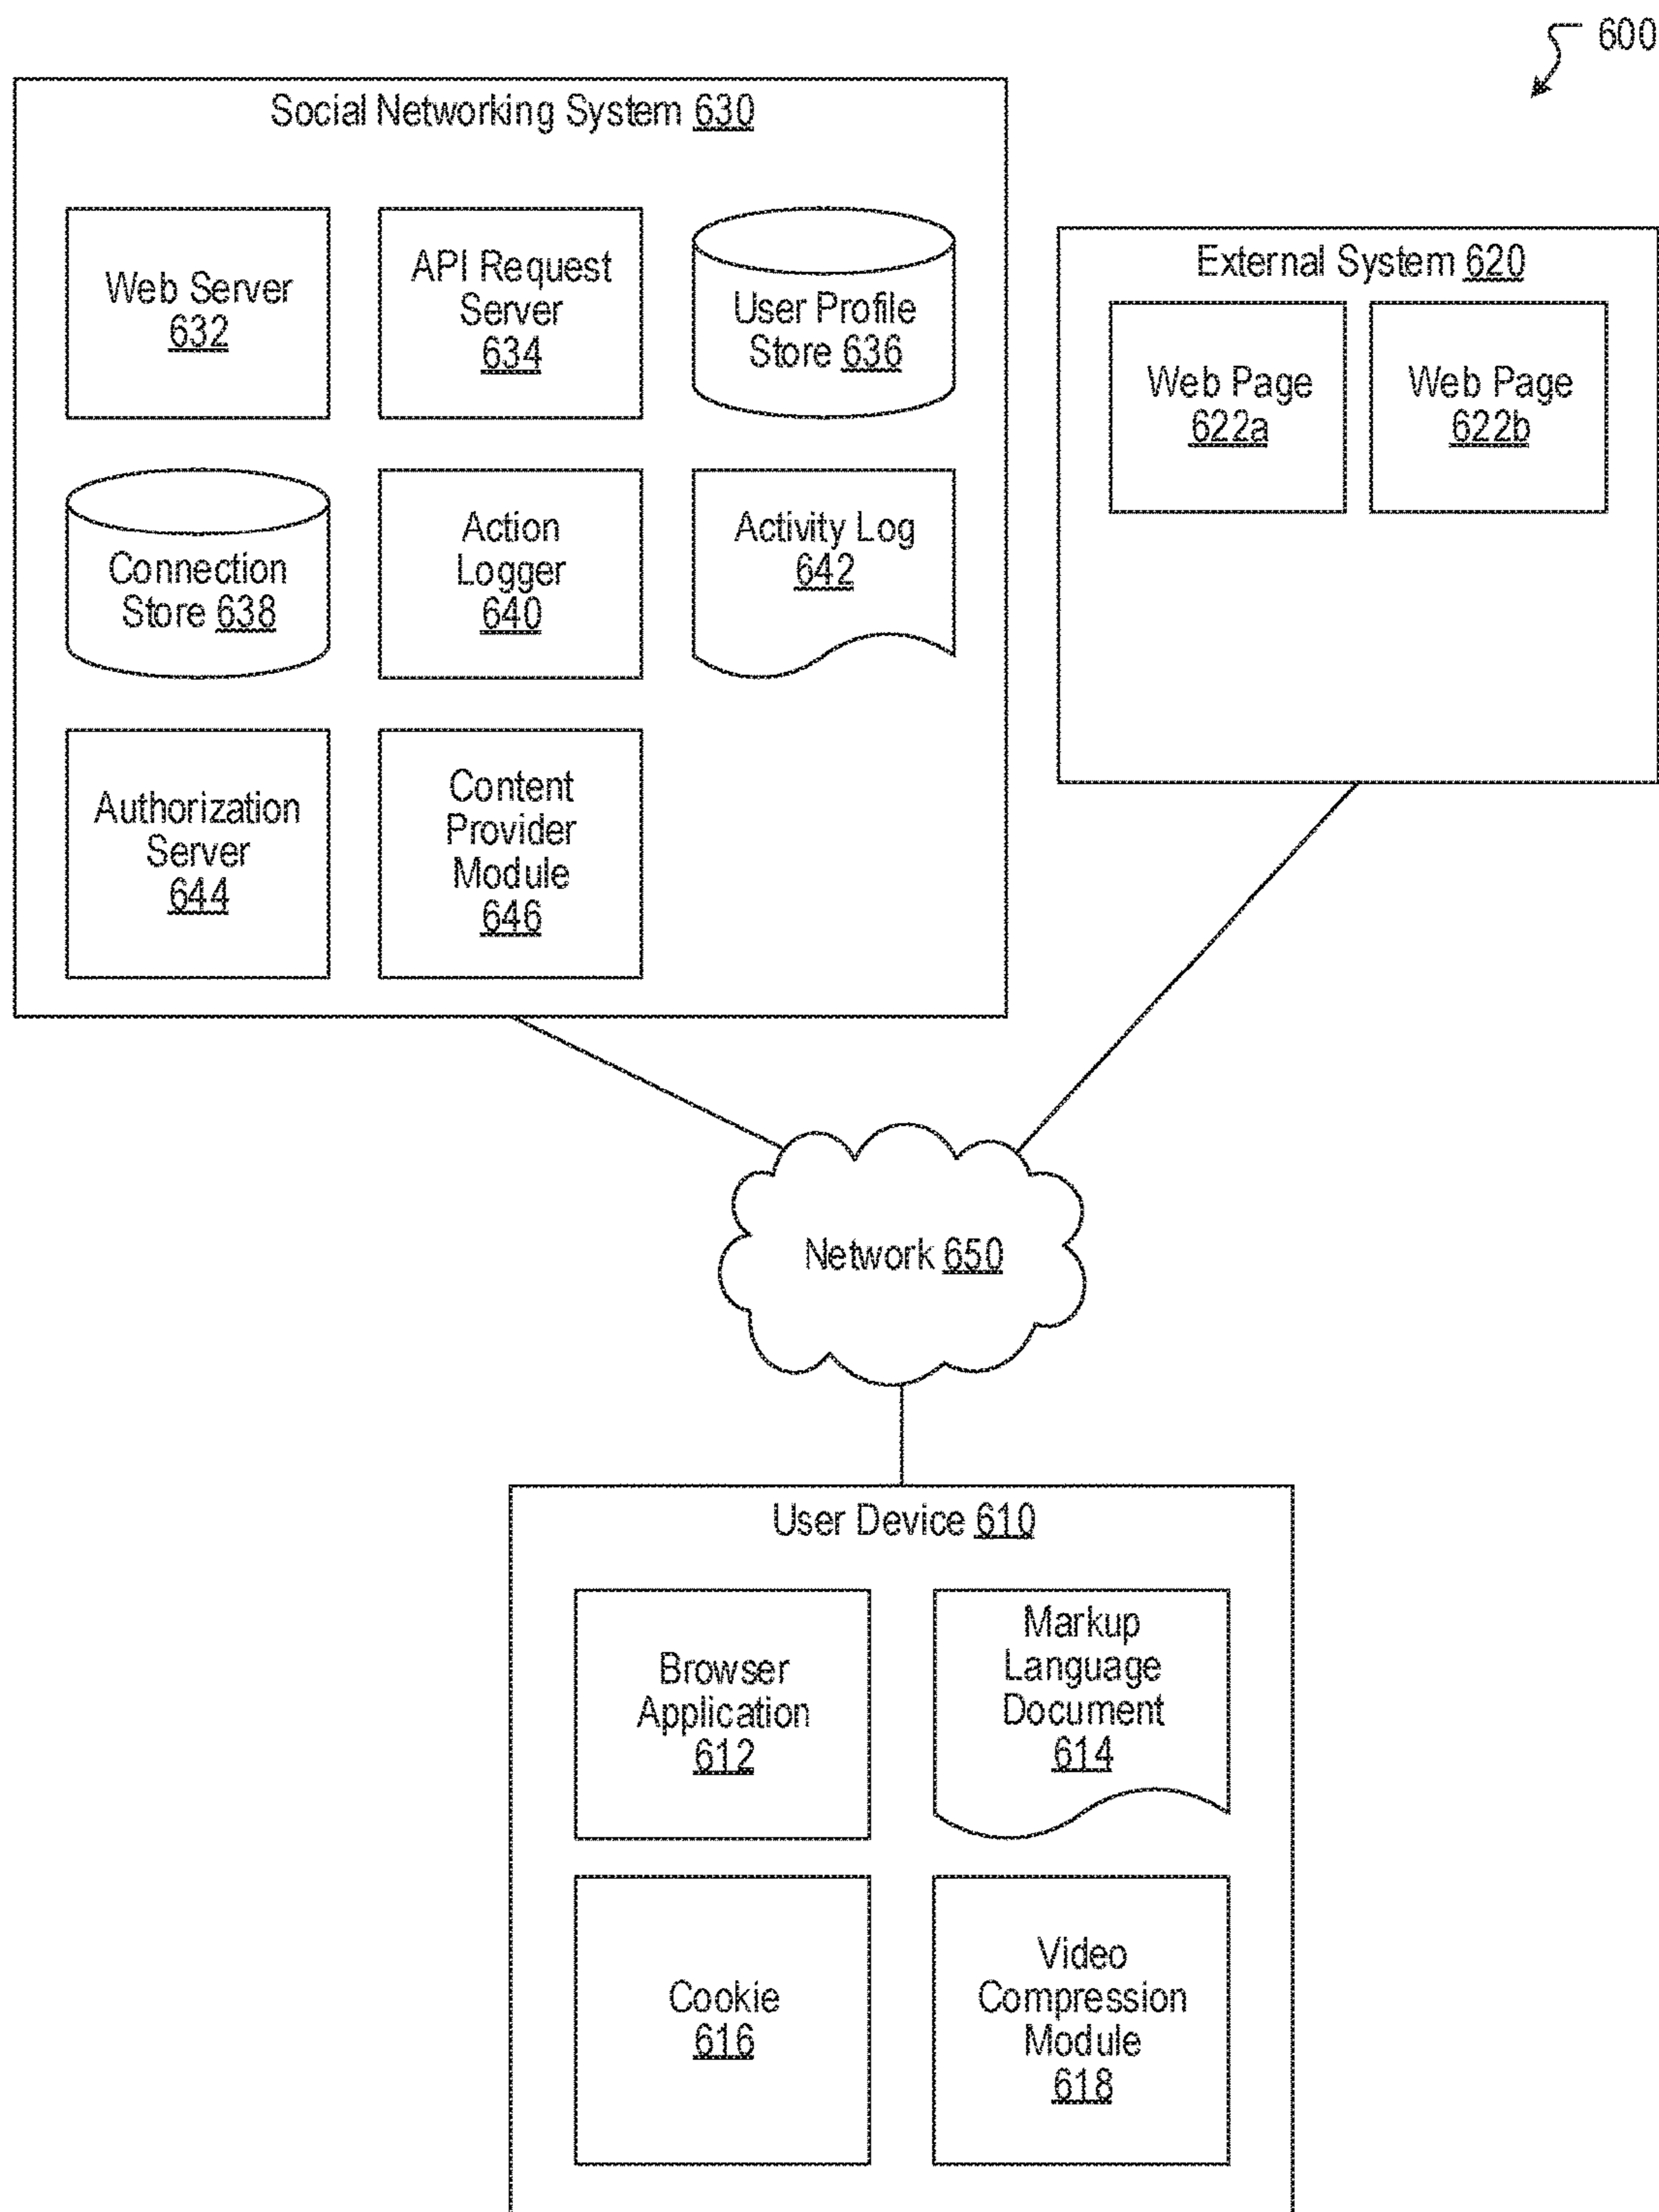 600
Social Networking System 630
Web Server
632
API Request
Server
634
User Profile
Store 636
Connection
Store 638
Action
Logger
640
Activity Log
642
Authorization
Server
644
Content
Provider
Module
646
External System 620
Web Page
622a
Web Page
622b
Network 650
User Device 610
Browser
Application
612
Markup
Language
Document
614
Cookie
616
Video
Compression
Module
618